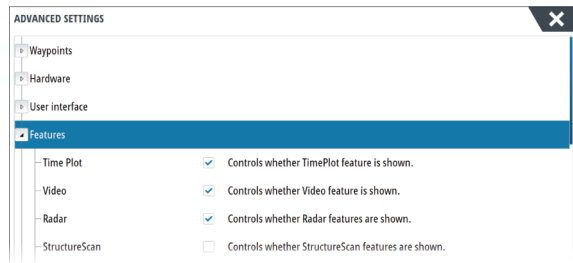 ADVANCED SETTINGS
Waypoints
Hardware
User interface
Features
Time Plot Controls whether TimePlot feature is shown.
Video Controls whether Video feature is shown.
Radar Controls whether Radar features are shown.
StructureScan Controls whether StructureScan features are shown.